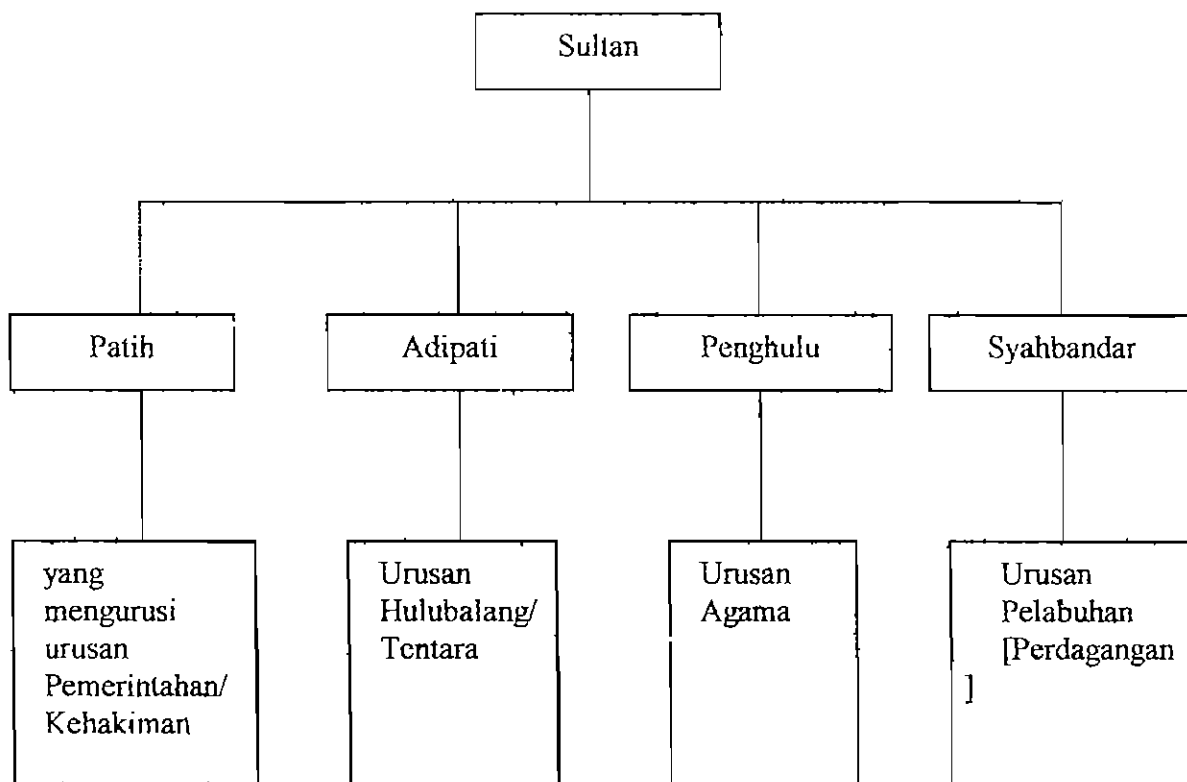 Sultan
Patih
Adipati
Penghulu
Syahbandar
yang
mengurusi
urusan
Pemerintahan/
Kehakiman
Urusan
Hulubalang/
Tentara
Urusan
Agama
Urusan
Pelabuhan
[Perdagangan
]